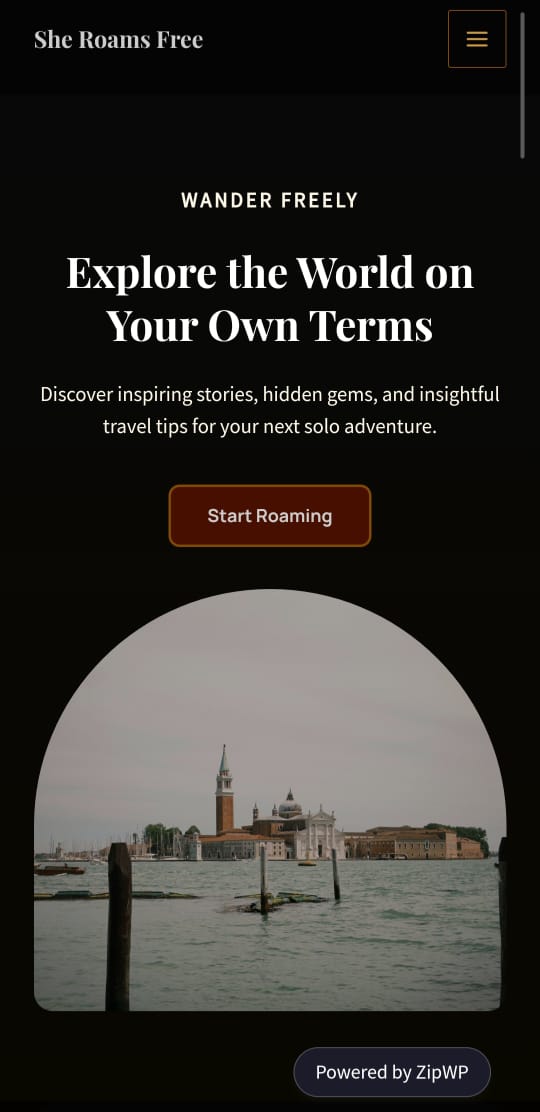 She Roams Free
WANDER FREELY
Explore the World on
Your Own Terms
Discover inspiring stories, hidden gems, and insightful
travel tips for your next solo adventure.
Start Roaming
Powered by ZipWP